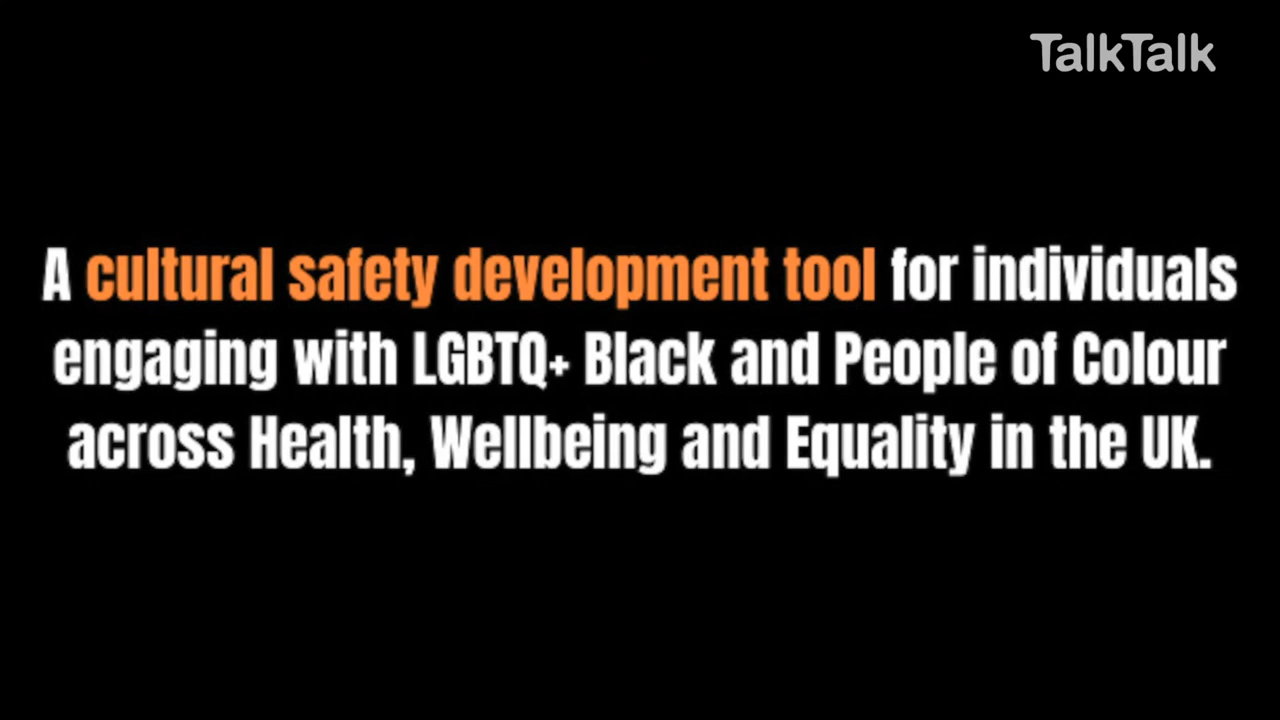 TalkTalk
A cultural safety development tool for individuals
engaging with LGBTQ+ Black and People of Colour
across Health, Wellbeing and Equality in the UK.